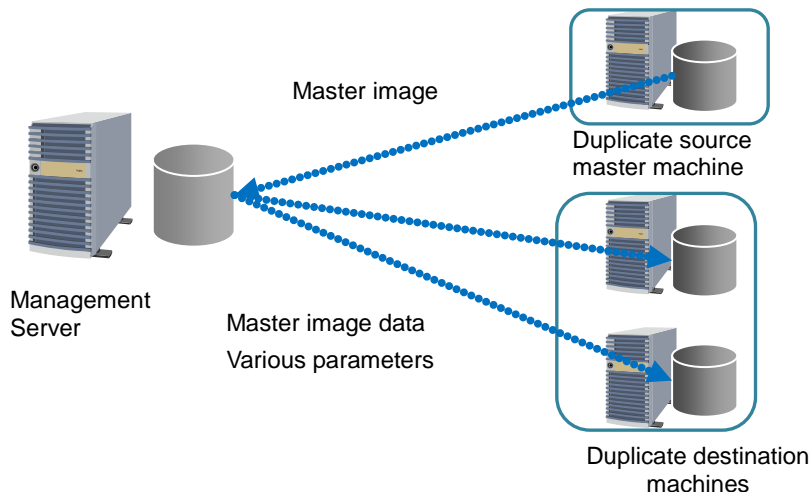 Master image
Duplicate source
master machine
Management
Server
Master image data
Various parameters
Duplicate destination
machines